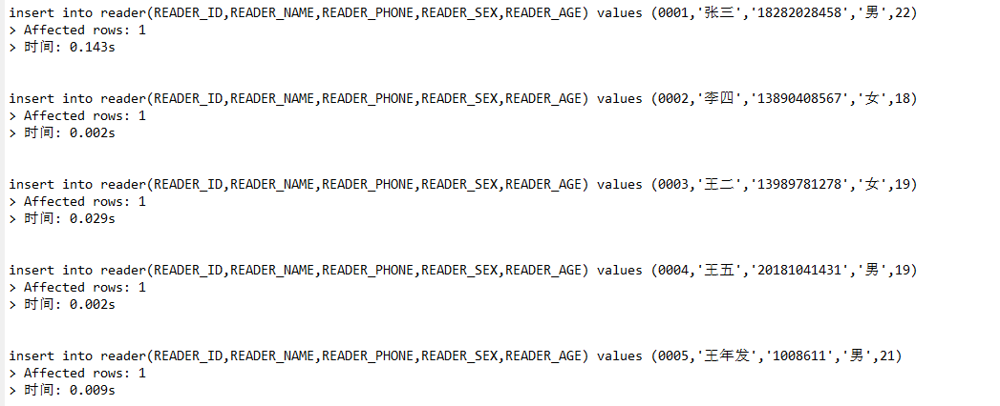 insert into reader(READER_ID,READER_NAME,READER_PHONE,READER_SEX,READER_AGE) values (0001,'张三','18282028458','男',22)
> Affected rows: 1
> 时间: 0.143s
insert into reader(READER_ID,READER_NAME,READER_PHONE,READER_SEX,READER_AGE) values (0002,'李四','13890408567','女',18)
> Affected rows: 1
> 时间: 0.002s
insert into reader(READER_ID,READER_NAME,READER_PHONE,READER_SEX,READER_AGE) values (0003,'王二','13989781278','女',19)
> Affected rows: 1
> 时间: 0.029s
insert into reader(READER_ID,READER_NAME,READER_PHONE,READER_SEX,READER_AGE) values (0004,'王五','20181041431','男',19)
> Affected rows: 1
> 时间: 0.002s
insert into reader(READER_ID,READER_NAME,READER_PHONE,READER_SEX,READER_AGE) values (0005,'王年发','1008611','男',21)
> Affected rows: 1
> 时间: 0.009s